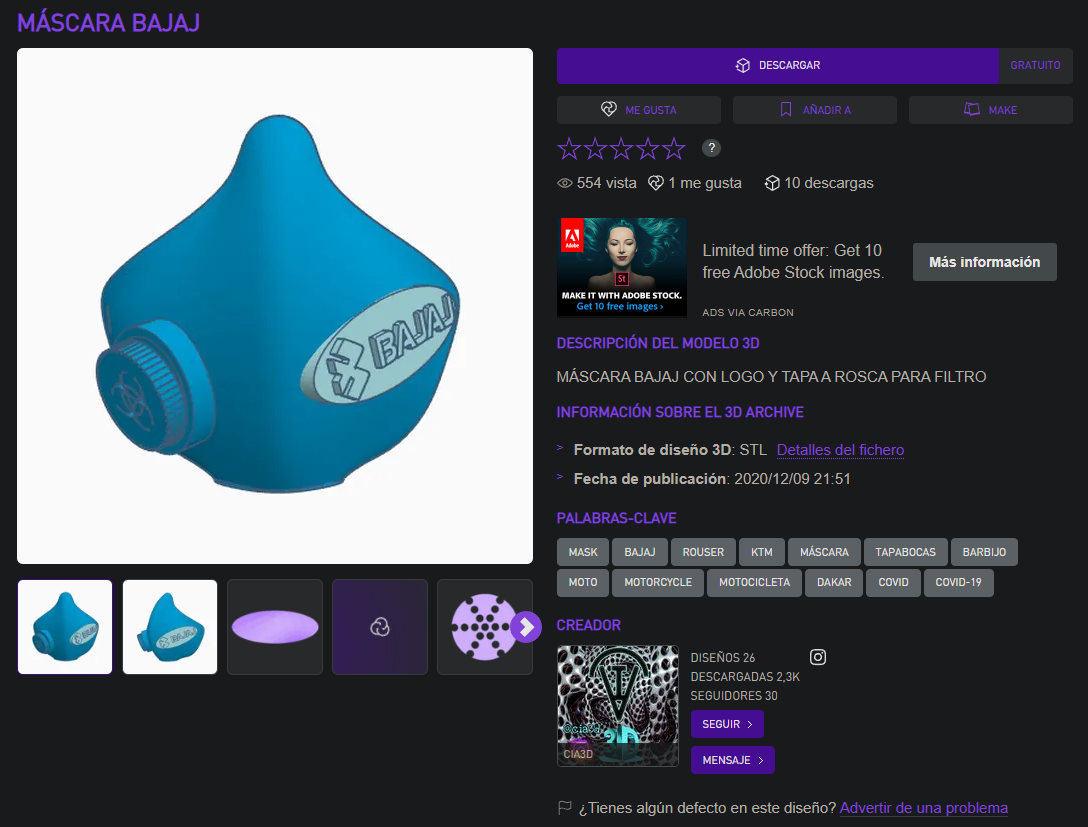 MÁSCARA BAJAJ
BAJAJ
BAJAJ
DESCARGAR
GRATUITO
ME GUSTA
AÑADIR A
MAKE
?
554 vista
1 me gusta
10 descargas
Adobe
St
MAKE IT WITH ADOBE STOCK.
Get 10 free images ›
Limited time offer: Get 10
free Adobe Stock images.
ADS VIA CARBON
Más información
DESCRIPCIÓN DEL MODELO 3D
MÁSCARA BAJAJ CON LOGO Y TAPA A ROSCA PARA FILTRO
INFORMACIÓN SOBRE EL 3D ARCHIVE
> Formato de diseño 3D: STL Detalles del fichero
> Fecha de publicación: 2020/12/09 21:51
PALABRAS-CLAVE
MASK BAJAJ ROUSER KTM MÁSCARA TAPABOCAS BARBIJO
MOTO MOTORCYCLE MOTOCICLETA DAKAR COVID COVID-19
CREADOR
3D
CIA3D
DISEÑOS 26
DESCARGADAS 2,3K
SEGUIDORES 30
SEGUIR >
MENSAJE >
¿Tienes algún defecto en este diseño? Advertir de una problema